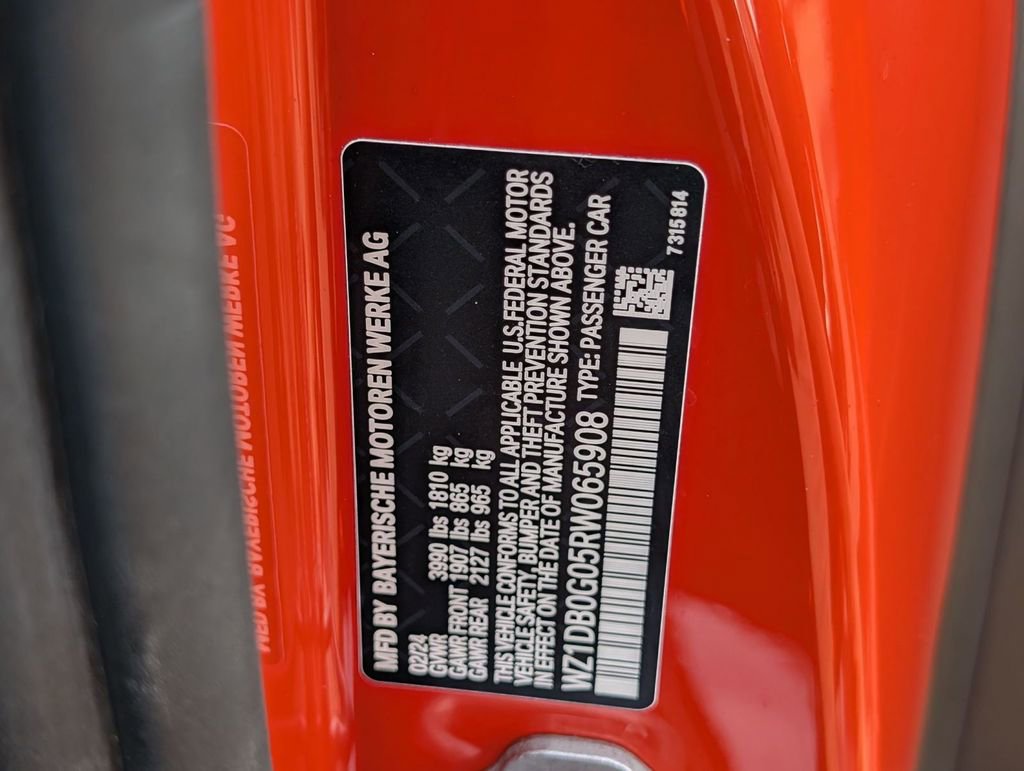 MFD BY BAYERISCHE MOTOREN WERKE AG
02/24
GVWR 3990 lbs 1810 kg
GAWR FRONT 1907 lbs 865 kg
GAWR REAR 2127 lbs 965 kg
THIS VEHICLE CONFORMS TO ALL APPLICABLE U.S.FEDERAL MOTOR
VEHICLE SAFETY, BUMPER AND THEFT PREVENTION STANDARDS
IN EFFECT ON THE DATE OF MANUFACTURE SHOWN ABOVE.
WZ1DB0G05RW065908 TYPE: PASSENGER CAR
7315814